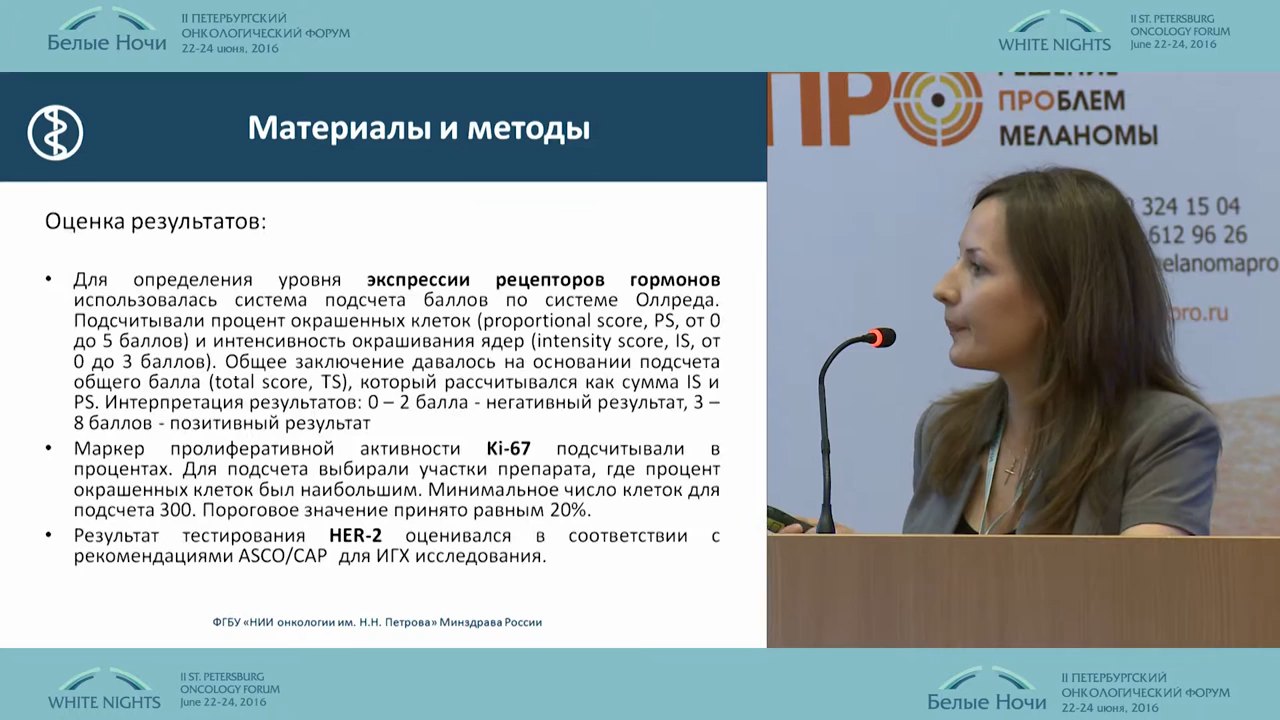 Белые Ночи
II ПЕТЕРБУРГСКИЙ
ОНКОЛОГИЧЕСКИЙ ФОРУМ
22-24 июня, 2016
WHITE NIGHTS
II ST. PETERSBURG
ONCOLOGY FORUM
June 22-24, 2016
Материалы и методы
Оценка результатов:
• Для определения уровня экспрессии рецепторов гормонов
использовалась система подсчета баллов по системе Оллреда.
Подсчитывали процент окрашенных клеток (proportional score, PS, от 0
до 5 баллов) и интенсивность окрашивания ядер (intensity score, IS, от
0 до 3 баллов). Общее заключение давалось на основании подсчета
общего балла (total score, TS), который рассчитывался как сумма IS и
PS. Интерпретация результатов: 0 – 2 балла - негативный результат, 3 –
8 баллов - позитивный результат
• Маркер пролиферативной активности Ki-67 подсчитывали в
процентах. Для подсчета выбирали участки препарата, где процент
окрашенных клеток был наибольшим. Минимальное число клеток для
подсчета 300. Пороговое значение принято равным 20%.
• Результат тестирования HER-2 оценивался в соответствии с
рекомендациями ASCO/CAP для ИГХ исследования.
ФГБУ «НИИ онкологии им. Н.Н. Петрова» Минздрава России
ПРО
РЕШЕНИЕ
ПРОБЛЕМ
МЕЛАНОМЫ
324 15 04
612 96 26
melanomapro
pro.ru
WHITE NIGHTS
II ST. PETERSBURG
ONCOLOGY FORUM
June 22-24, 2016
Белые Ночи
II ПЕТЕРБУРГСКИЙ
ОНКОЛОГИЧЕСКИЙ ФОРУМ
22-24 июня, 2016